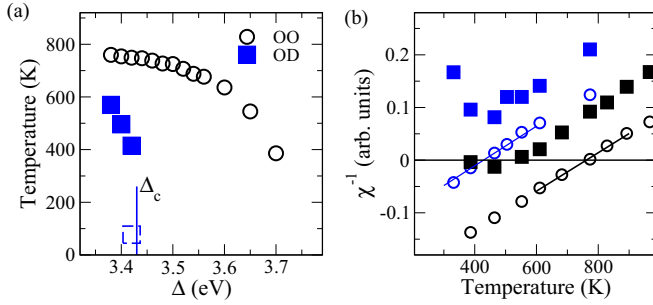 (a)
Temperature (K)
1000
800
600
400
200
0
OO
OD
Δc
3.4 3.5 3.6 3.7
Δ (eV)
(b)
χ⁻¹ (arb. units)
0.2
0.1
0
-0.1
400 600 800
Temperature (K)